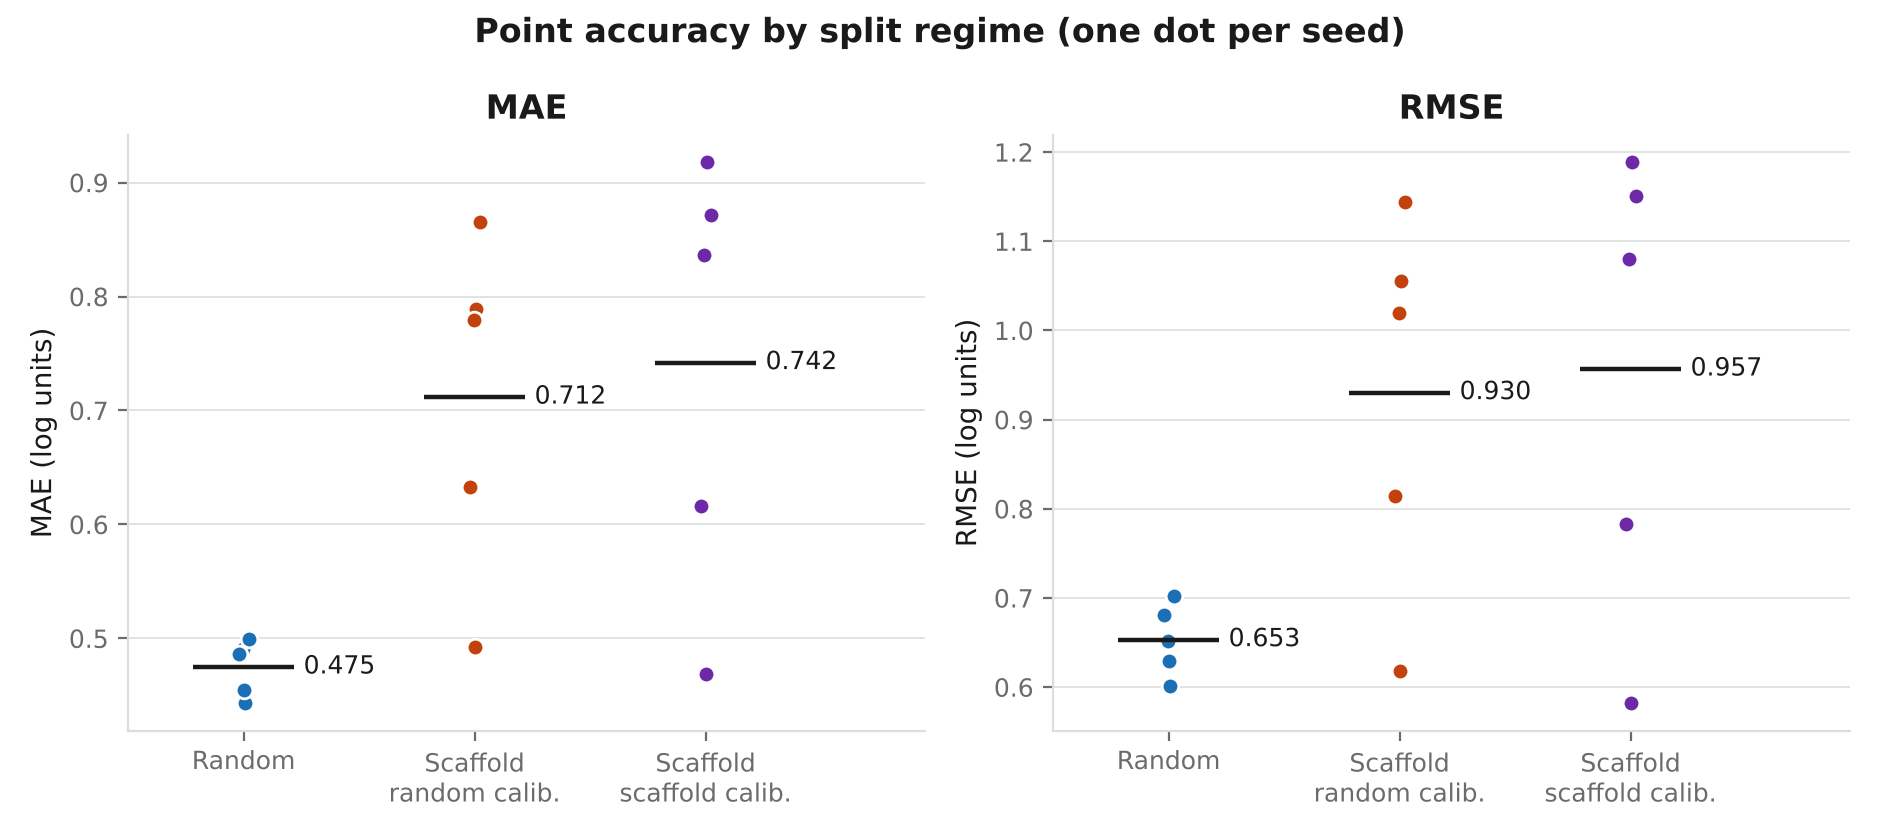 Point accuracy by split regime (one dot per seed)
MAE
MAE (log units)
0.9
0.8
0.7
0.6
0.5
0.475
0.712
0.742
Random
Scaffold
random calib.
Scaffold
scaffold calib.
RMSE
RMSE (log units)
1.2
1.1
1.0
0.9
0.8
0.7
0.6
0.653
0.930
0.957
Random
Scaffold
random calib.
Scaffold
scaffold calib.